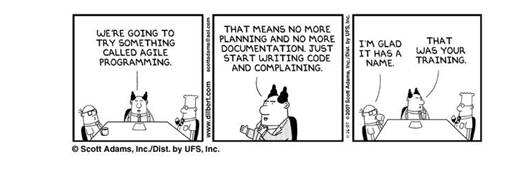 WE'RE GOING TO
TRY SOMETHING
CALLED AGILE
PROGRAMMING.
www.dilbert.com
scottadams@aol.com
THAT MEANS NO MORE
PLANNING AND NO MORE
DOCUMENTATION. JUST
START WRITING CODE
AND COMPLAINING.
© 2007 Scott Adams, Inc./Dist. by UFS, Inc.
I'M GLAD
IT HAS A
NAME.
THAT
WAS YOUR
TRAINING.
© Scott Adams, Inc./Dist. by UFS, Inc.